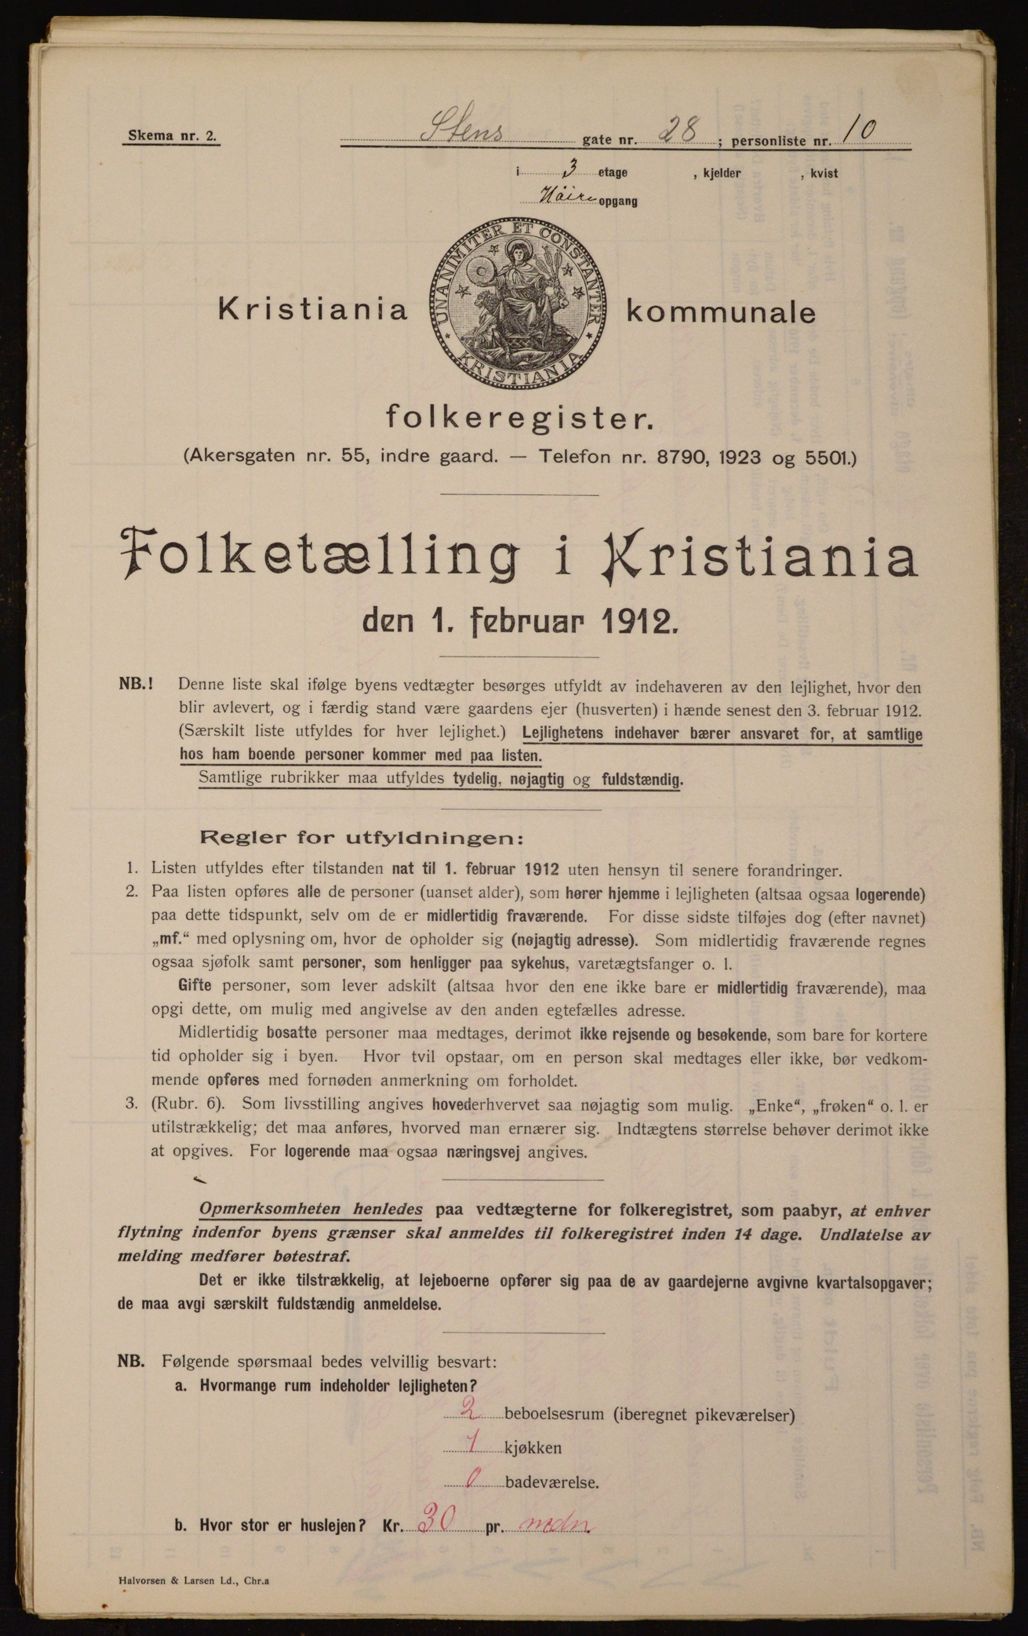 Skema nr. 2.
Stens gate nr. 28 ; personliste nr. 10
i 3 etage , kjelder , kvist
Høire opgang
UNANIMITER ET CONSTANTER
KRISTIANIA
Kristiania kommunale
folkeregister.
(Akersgaten nr. 55, indre gaard. — Telefon nr. 8790, 1923 og 5501.)
Folketælling i Kristiania
den 1. februar 1912.
NB.! Denne liste skal ifølge byens vedtægter besørges utfyldt av indehaveren av den lejlighet, hvor den
blir avlevert, og i færdig stand være gaardens ejer (husverten) i hænde senest den 3. februar 1912.
(Særskilt liste utfyldes for hver lejlighet.) Lejlighetens indehaver bærer ansvaret for, at samtlige
hos ham boende personer kommer med paa listen.
Samtlige rubrikker maa utfyldes tydelig, nøjagtig og fuldstændig.
Regler for utfyldningen:
1. Listen utfyldes efter tilstanden nat til 1. februar 1912 uten hensyn til senere forandringer.
2. Paa listen opføres alle de personer (uanset alder), som hører hjemme i lejligheten (altsaa ogsaa logerende)
paa dette tidspunkt, selv om de er midlertidig fraværende. For disse sidste tilføjes dog (efter navnet)
„mf.“ med oplysning om, hvor de opholder sig (nøjagtig adresse). Som midlertidig fraværende regnes
ogsaa sjøfolk samt personer, som henligger paa sykehus, varetægtsfanger o. l.
Gifte personer, som lever adskilt (altsaa hvor den ene ikke bare er midlertidig fraværende), maa
opgi dette, om mulig med angivelse av den anden egtefælles adresse.
Midlertidig bosatte personer maa medtages, derimot ikke rejsende og besøkende, som bare for kortere
tid opholder sig i byen. Hvor tvil opstaar, om en person skal medtages eller ikke, bør vedkom-
mende opføres med fornøden anmerkning om forholdet.
3. (Rubr. 6). Som livsstilling angives hovederhvervet saa nøjagtig som mulig. „Enke“, „frøken“ o. l. er
utilstrækkelig; det maa anføres, hvorved man ernærer sig. Indtægtens størrelse behøver derimot ikke
at opgives. For logerende maa ogsaa næringsvej angives.
Opmerksomheten henledes paa vedtægterne for folkeregistret, som paabyr, at enhver
flytning indenfor byens grænser skal anmeldes til folkeregistret inden 14 dage. Undlatelse av
melding medfører bøtestraf.
Det er ikke tilstrækkelig, at lejeboerne opfører sig paa de av gaardejerne avgivne kvartalsopgaver;
de maa avgi særskilt fuldstændig anmeldelse.
NB. Følgende spørsmaal bedes velvillig besvart:
a. Hvormange rum indeholder lejligheten?
2 beboelsesrum (iberegnet pikeværelser)
1 kjøkken
0 badeværelse.
b. Hvor stor er huslejen? Kr. 30 pr. mdn
Halvorsen & Larsen Ld., Chr.a